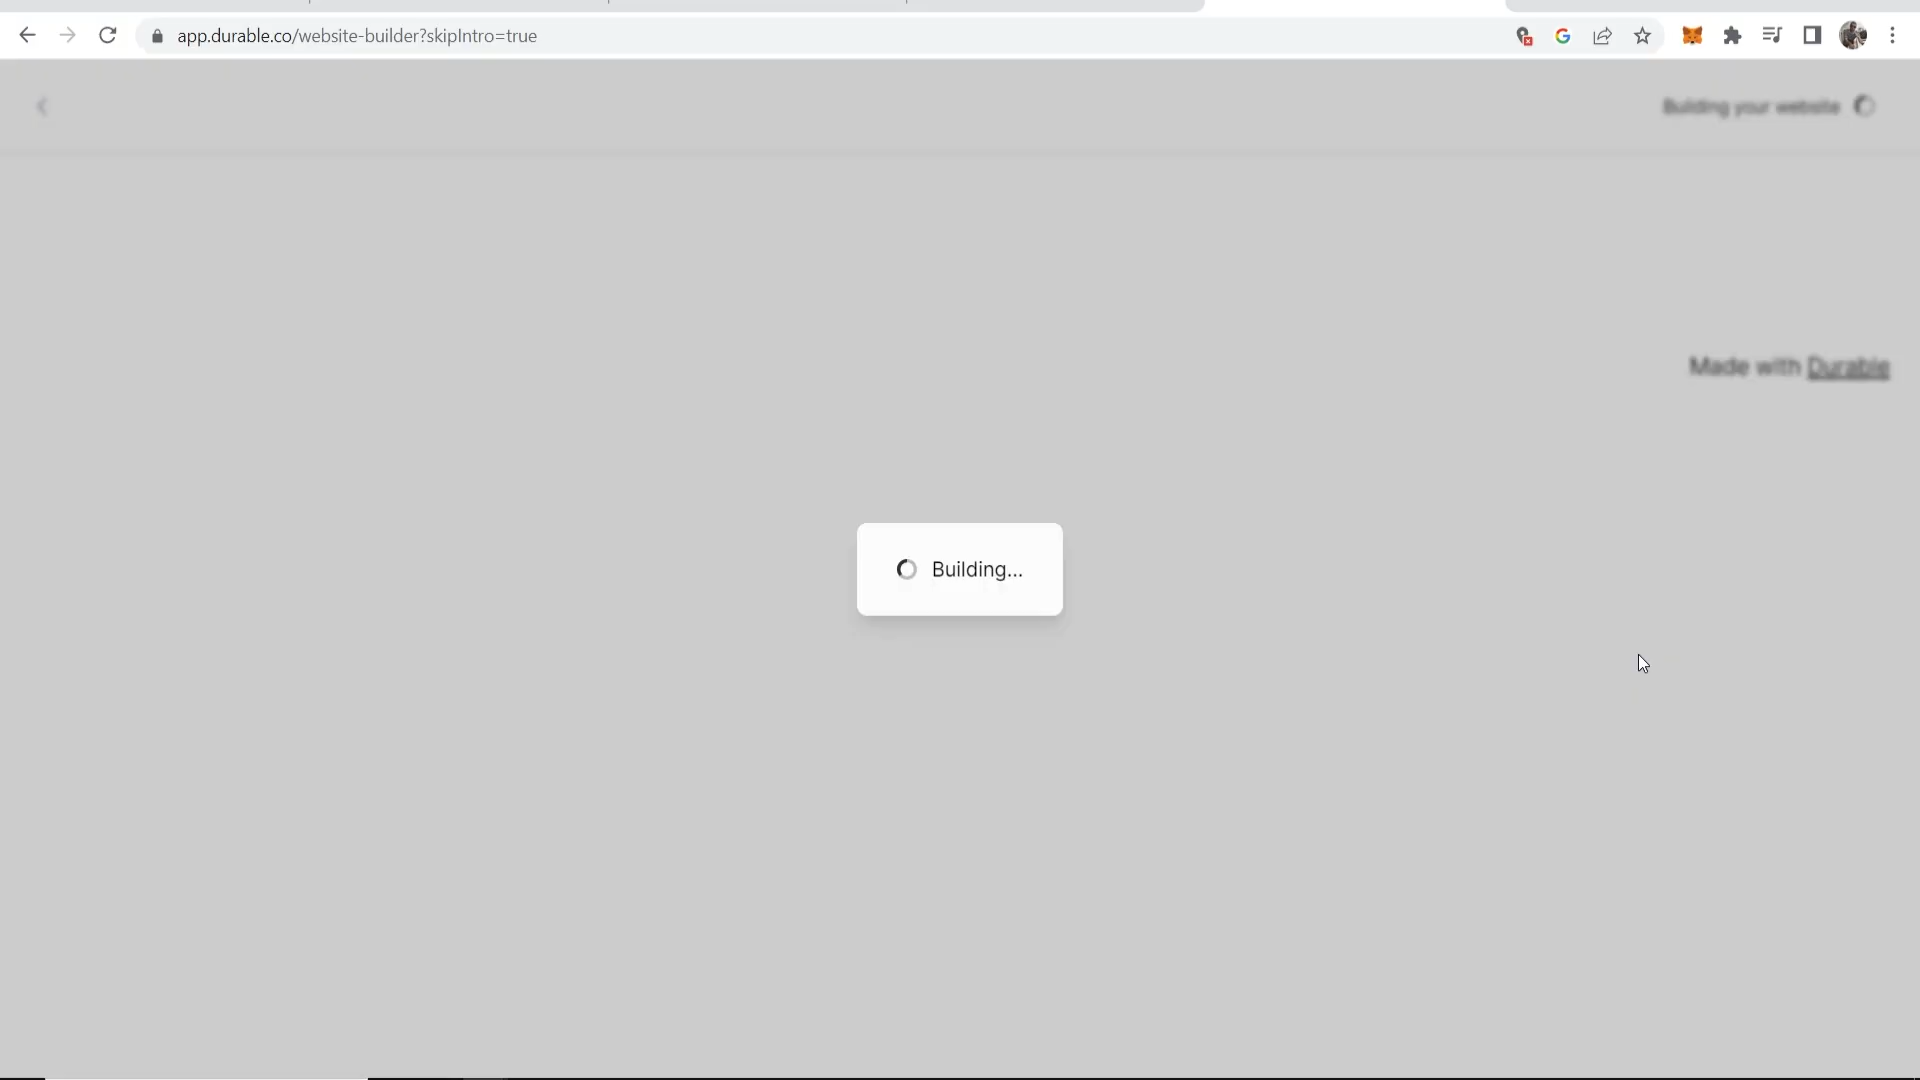 app.durable.co/website-builder?skipIntro=true
Building your website
Made with Durable
Building...